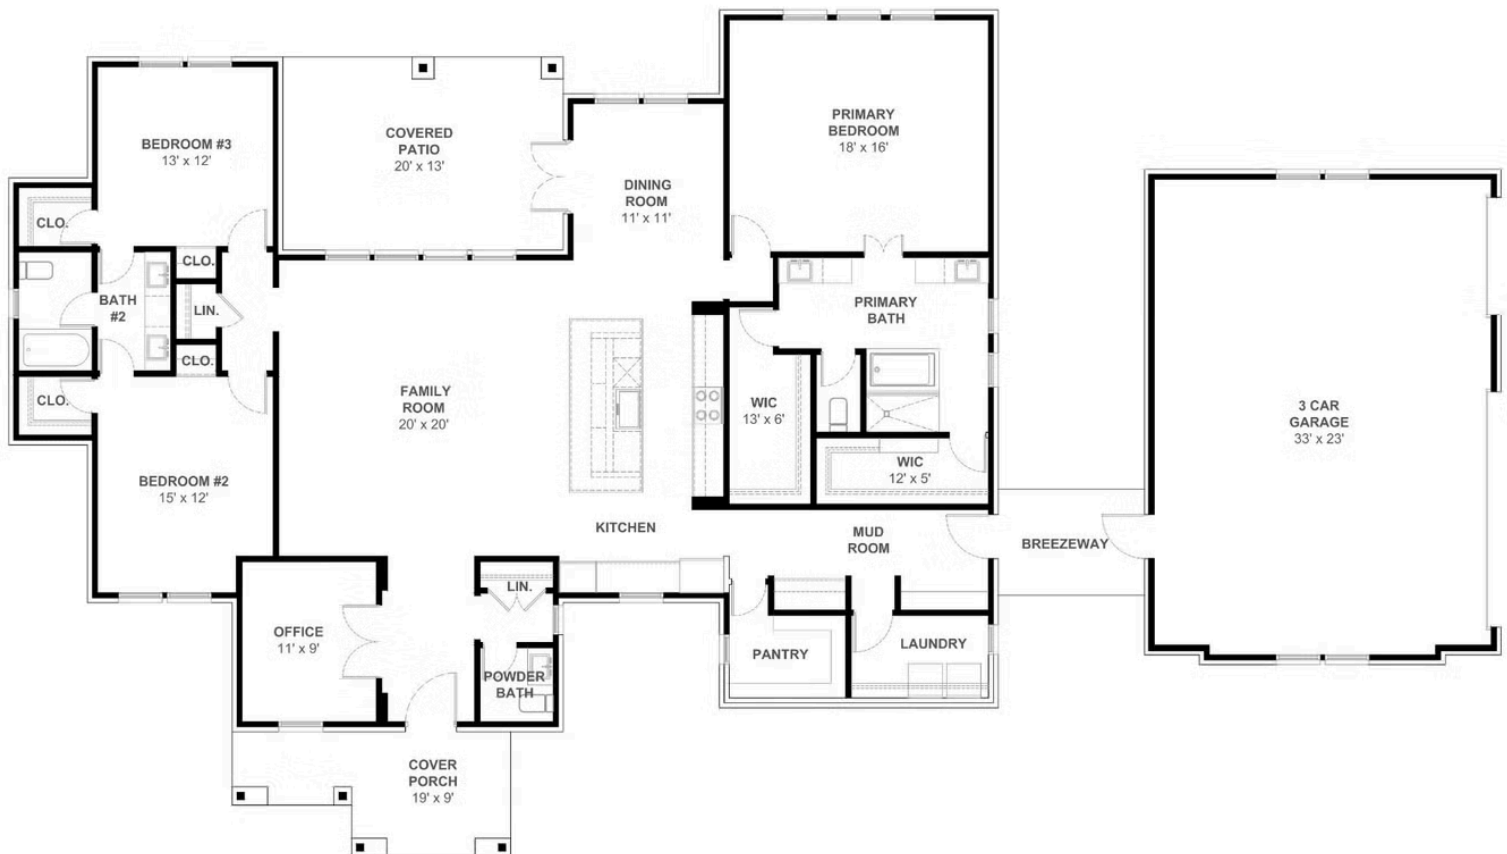 BEDROOM #3
13' x 12'
COVERED
PATIO
20' x 13'
PRIMARY
BEDROOM
18' x 16'
DINING
ROOM
11' x 11'
CLO.
CLO.
BATH
#2
LIN.
CLO.
CLO.
PRIMARY
BATH
FAMILY
ROOM
20' x 20'
WIC
13' x 6'
WIC
12' x 5'
3 CAR
GARAGE
33' x 23'
BEDROOM #2
15' x 12'
KITCHEN
MUD
ROOM
BREEZEWAY
LIN.
OFFICE
11' x 9'
POWDER
BATH
PANTRY
LAUNDRY
COVER
PORCH
19' x 9'